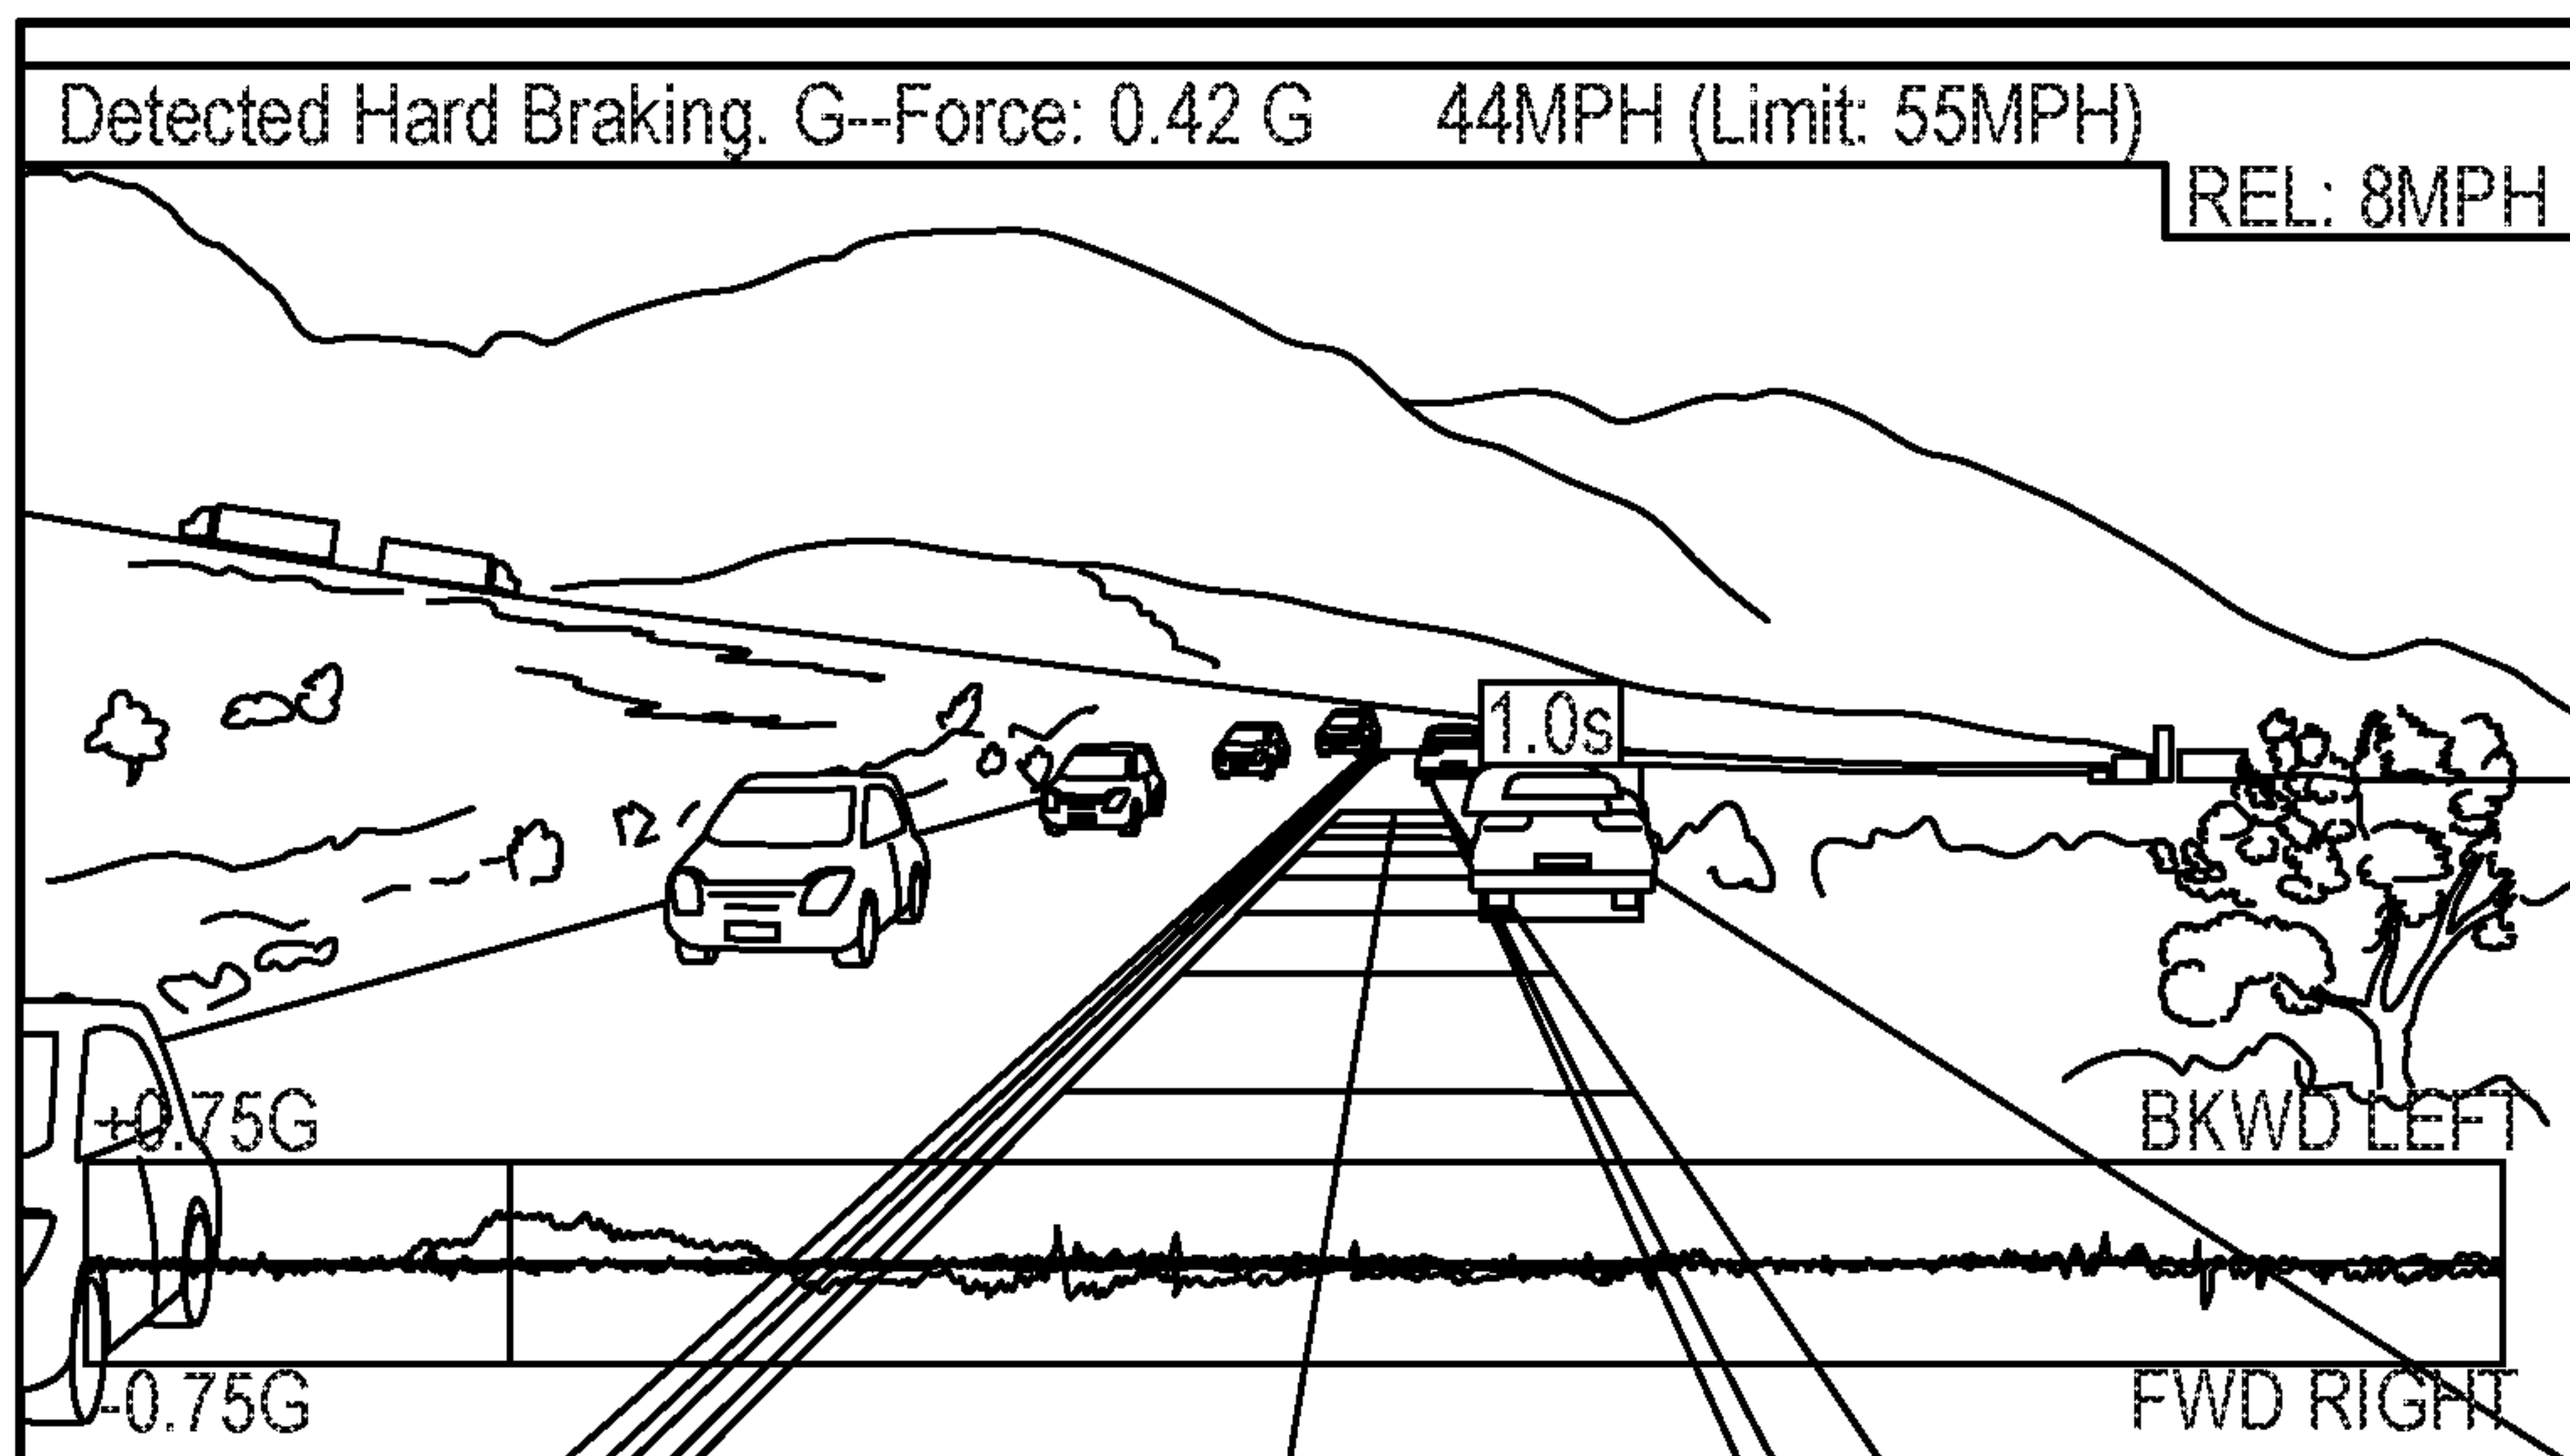 Detected Hard Braking. G--Force: 0.42 G 44MPH (Limit: 55MPH)
REL: 8MPH
1.0s
+0.75G
BKWD LEFT
-0.75G
FWD RIGHT